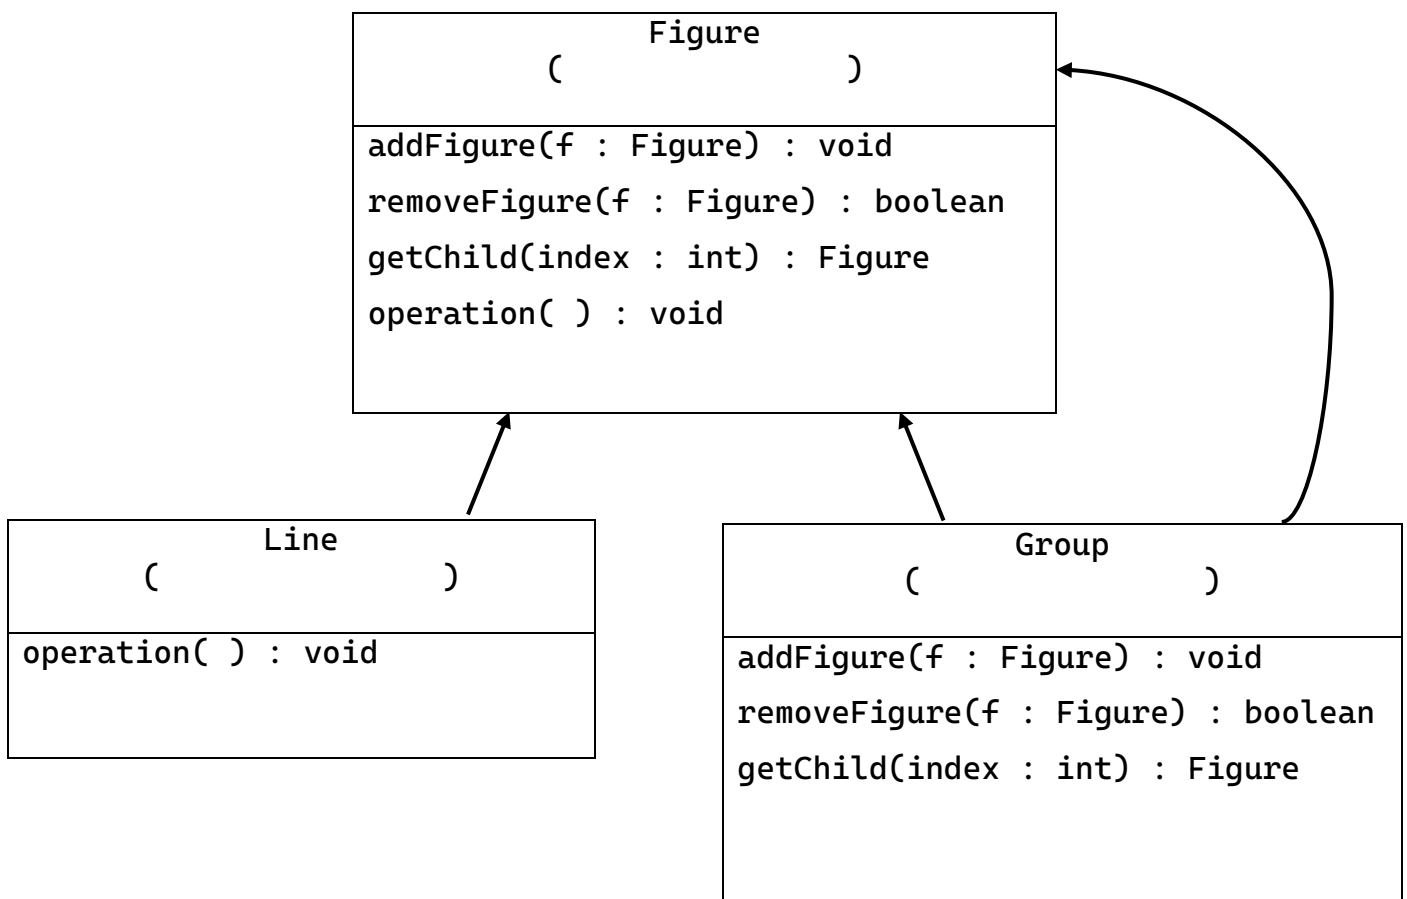 Figure
( )
addFigure(f : Figure) : void
removeFigure(f : Figure) : boolean
getChild(index : int) : Figure
operation( ) : void
Line
( )
operation( ) : void
Group
( )
addFigure(f : Figure) : void
removeFigure(f : Figure) : boolean
getChild(index : int) : Figure